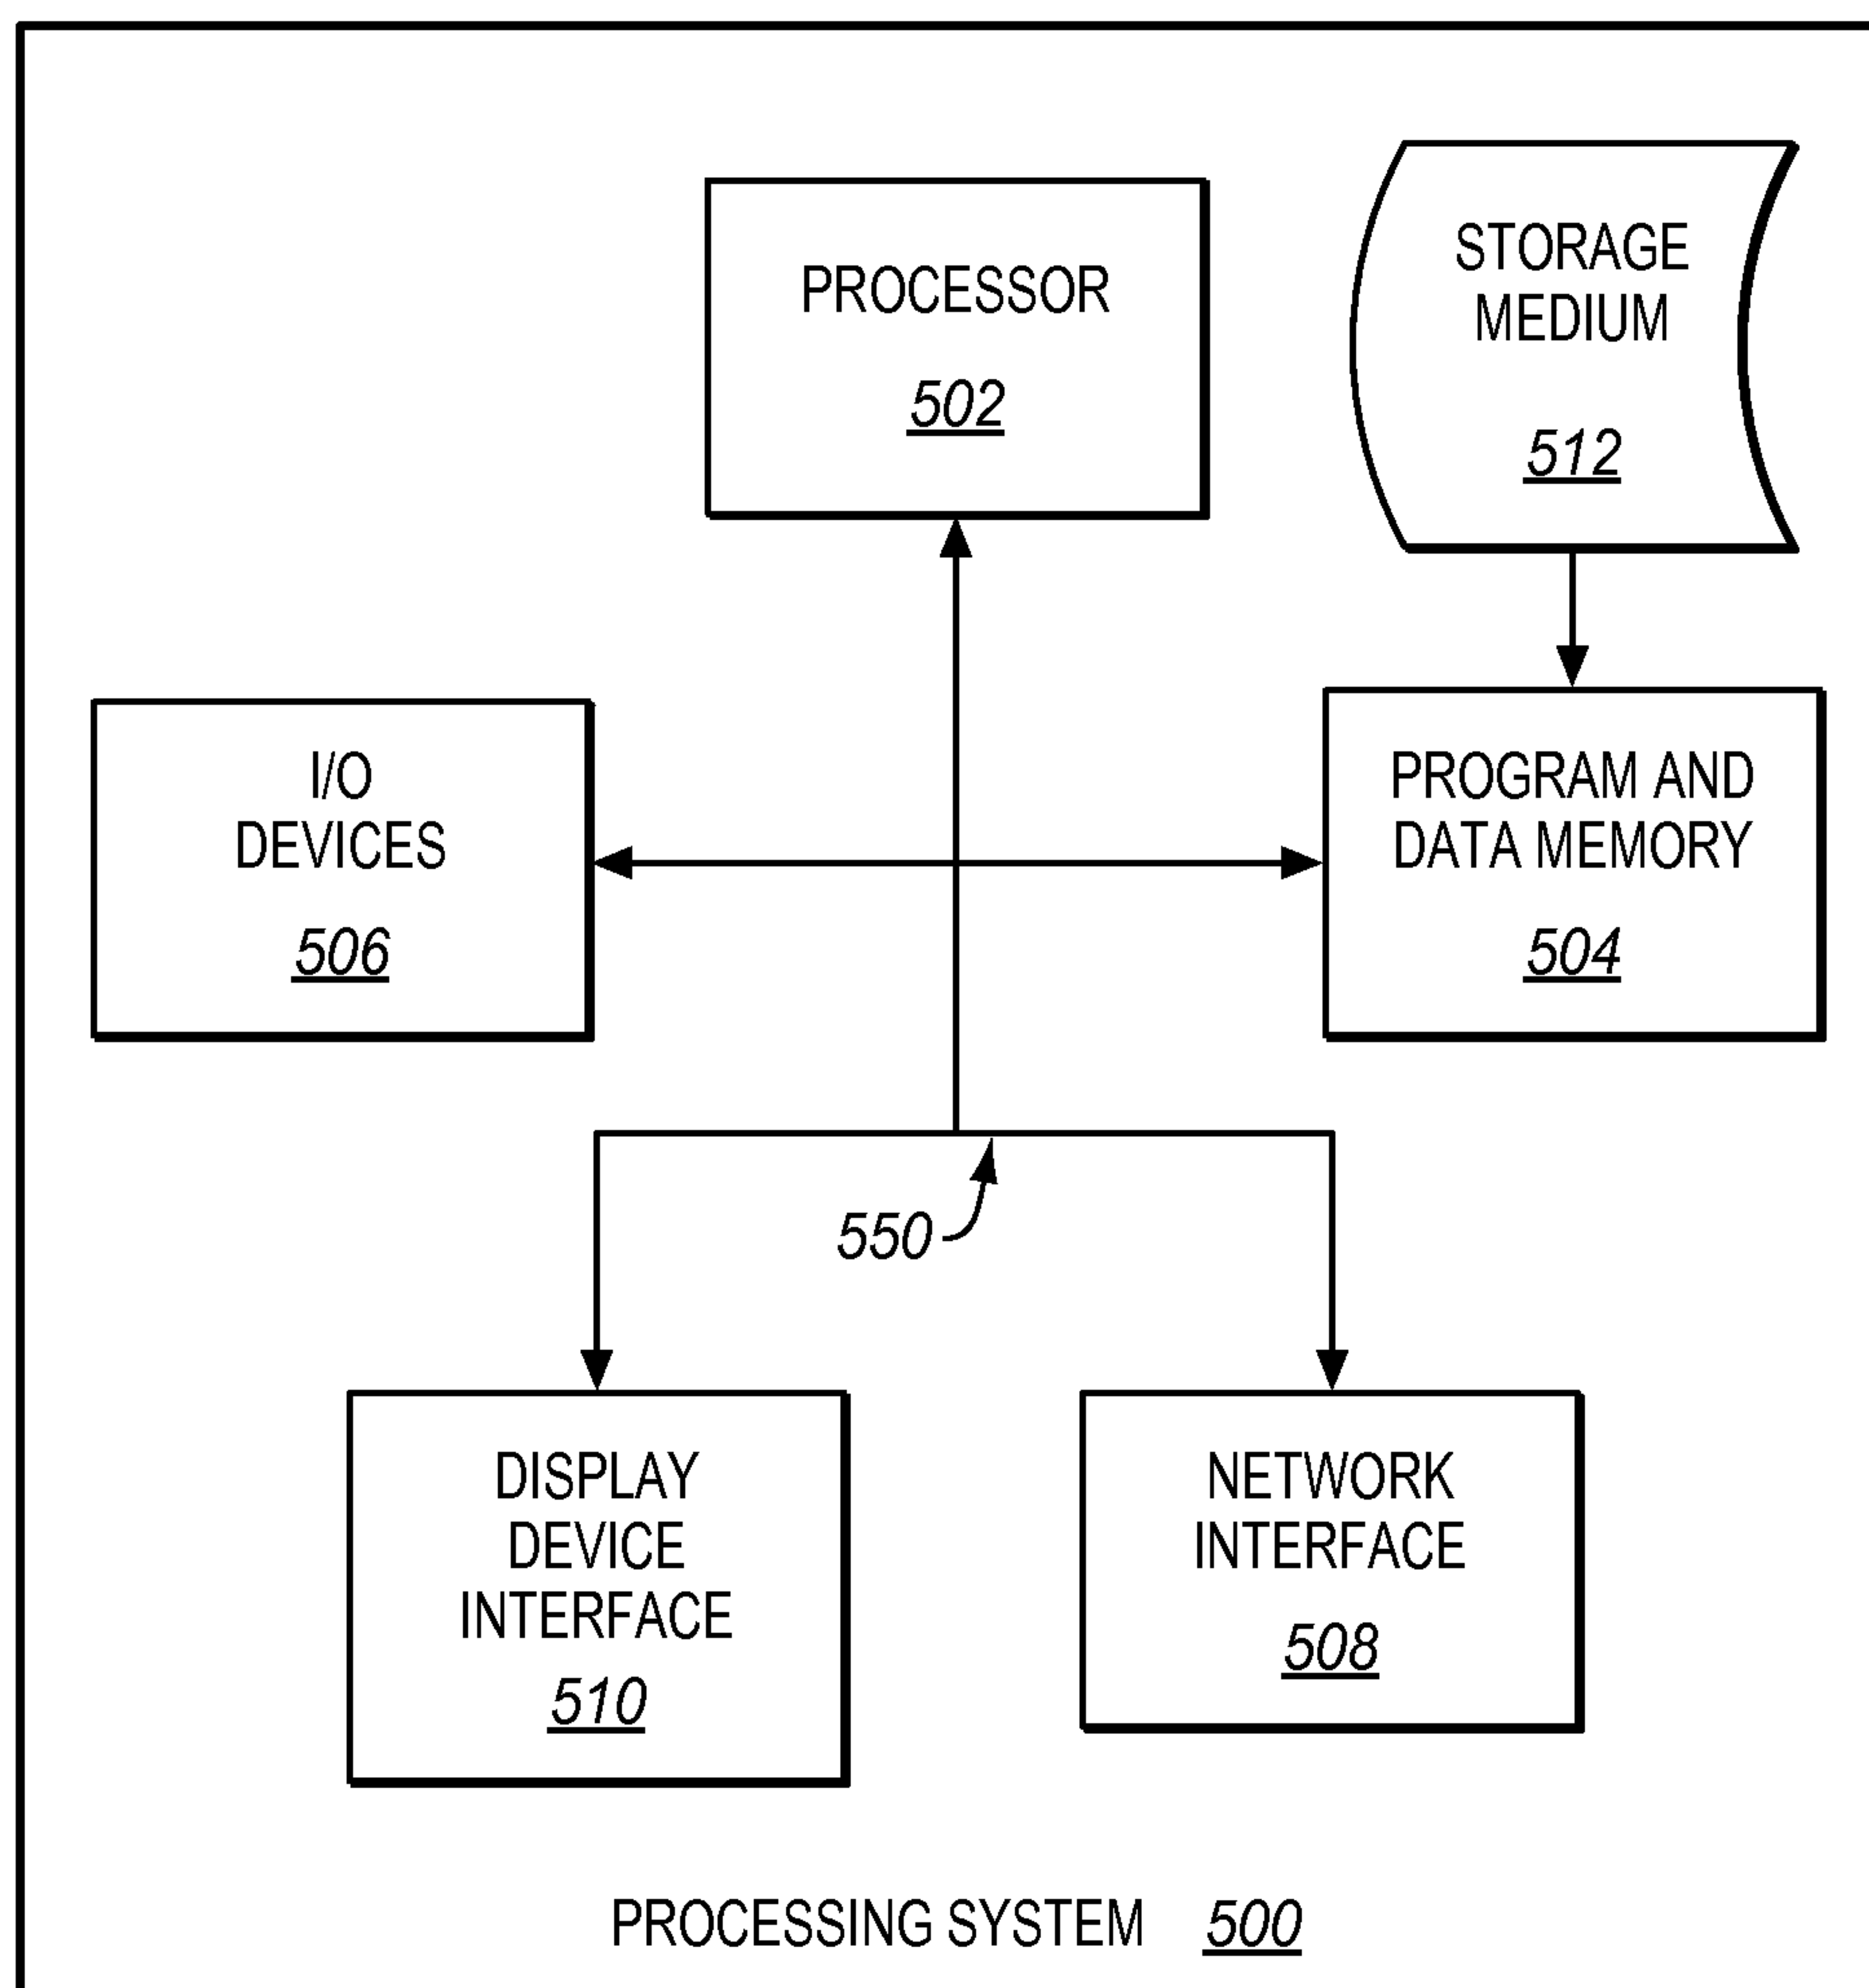 PROCESSOR
502
STORAGE
MEDIUM
512
I/O
DEVICES
506
PROGRAM AND
DATA MEMORY
504
550
DISPLAY
DEVICE
INTERFACE
510
NETWORK
INTERFACE
508
PROCESSING SYSTEM 500